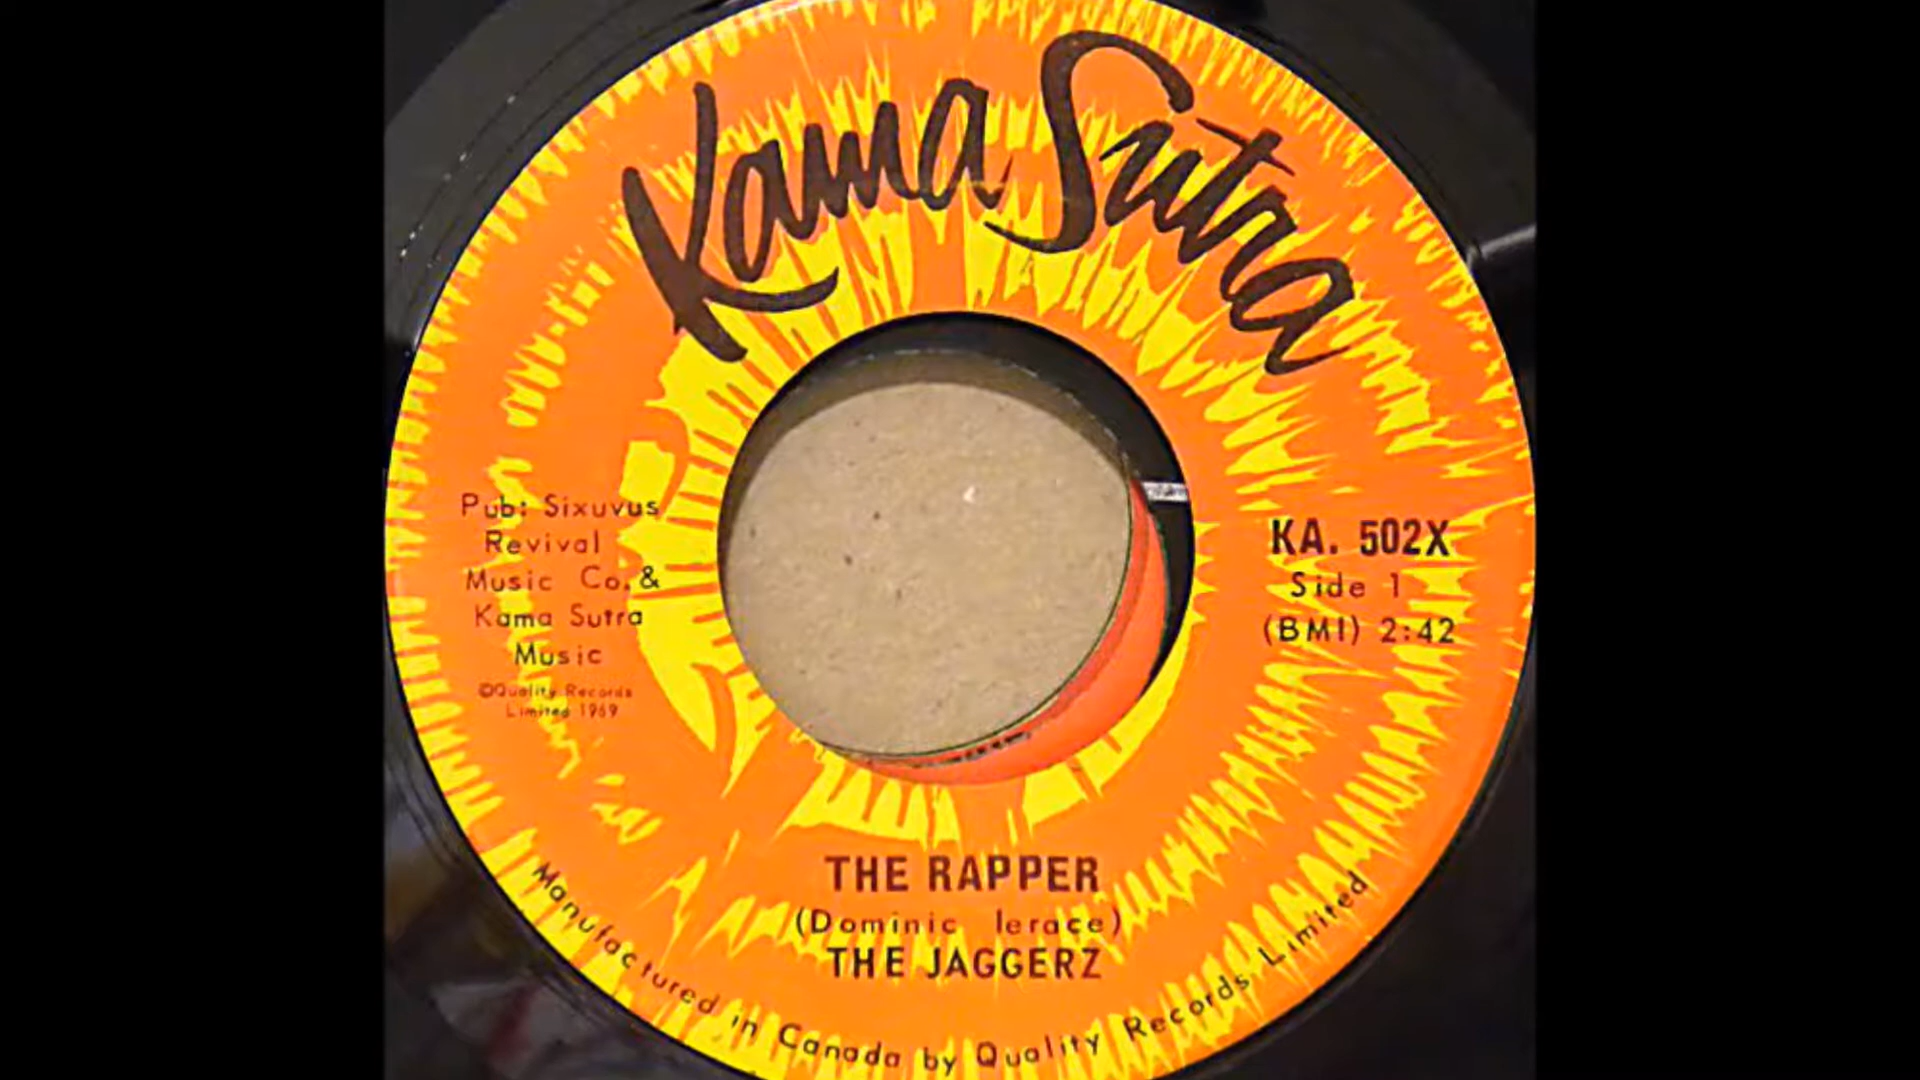 Kama Sutra
Pub: Sixuvus
Revival
Music Co. &
Kama Sutra
Music
©Quality Records
Limited 1969
KA. 502X
Side 1
(BMI) 2:42
THE RAPPER
(Dominic Ierace)
THE JAGGERZ
Manufactured in Canada by Quality Records Limited